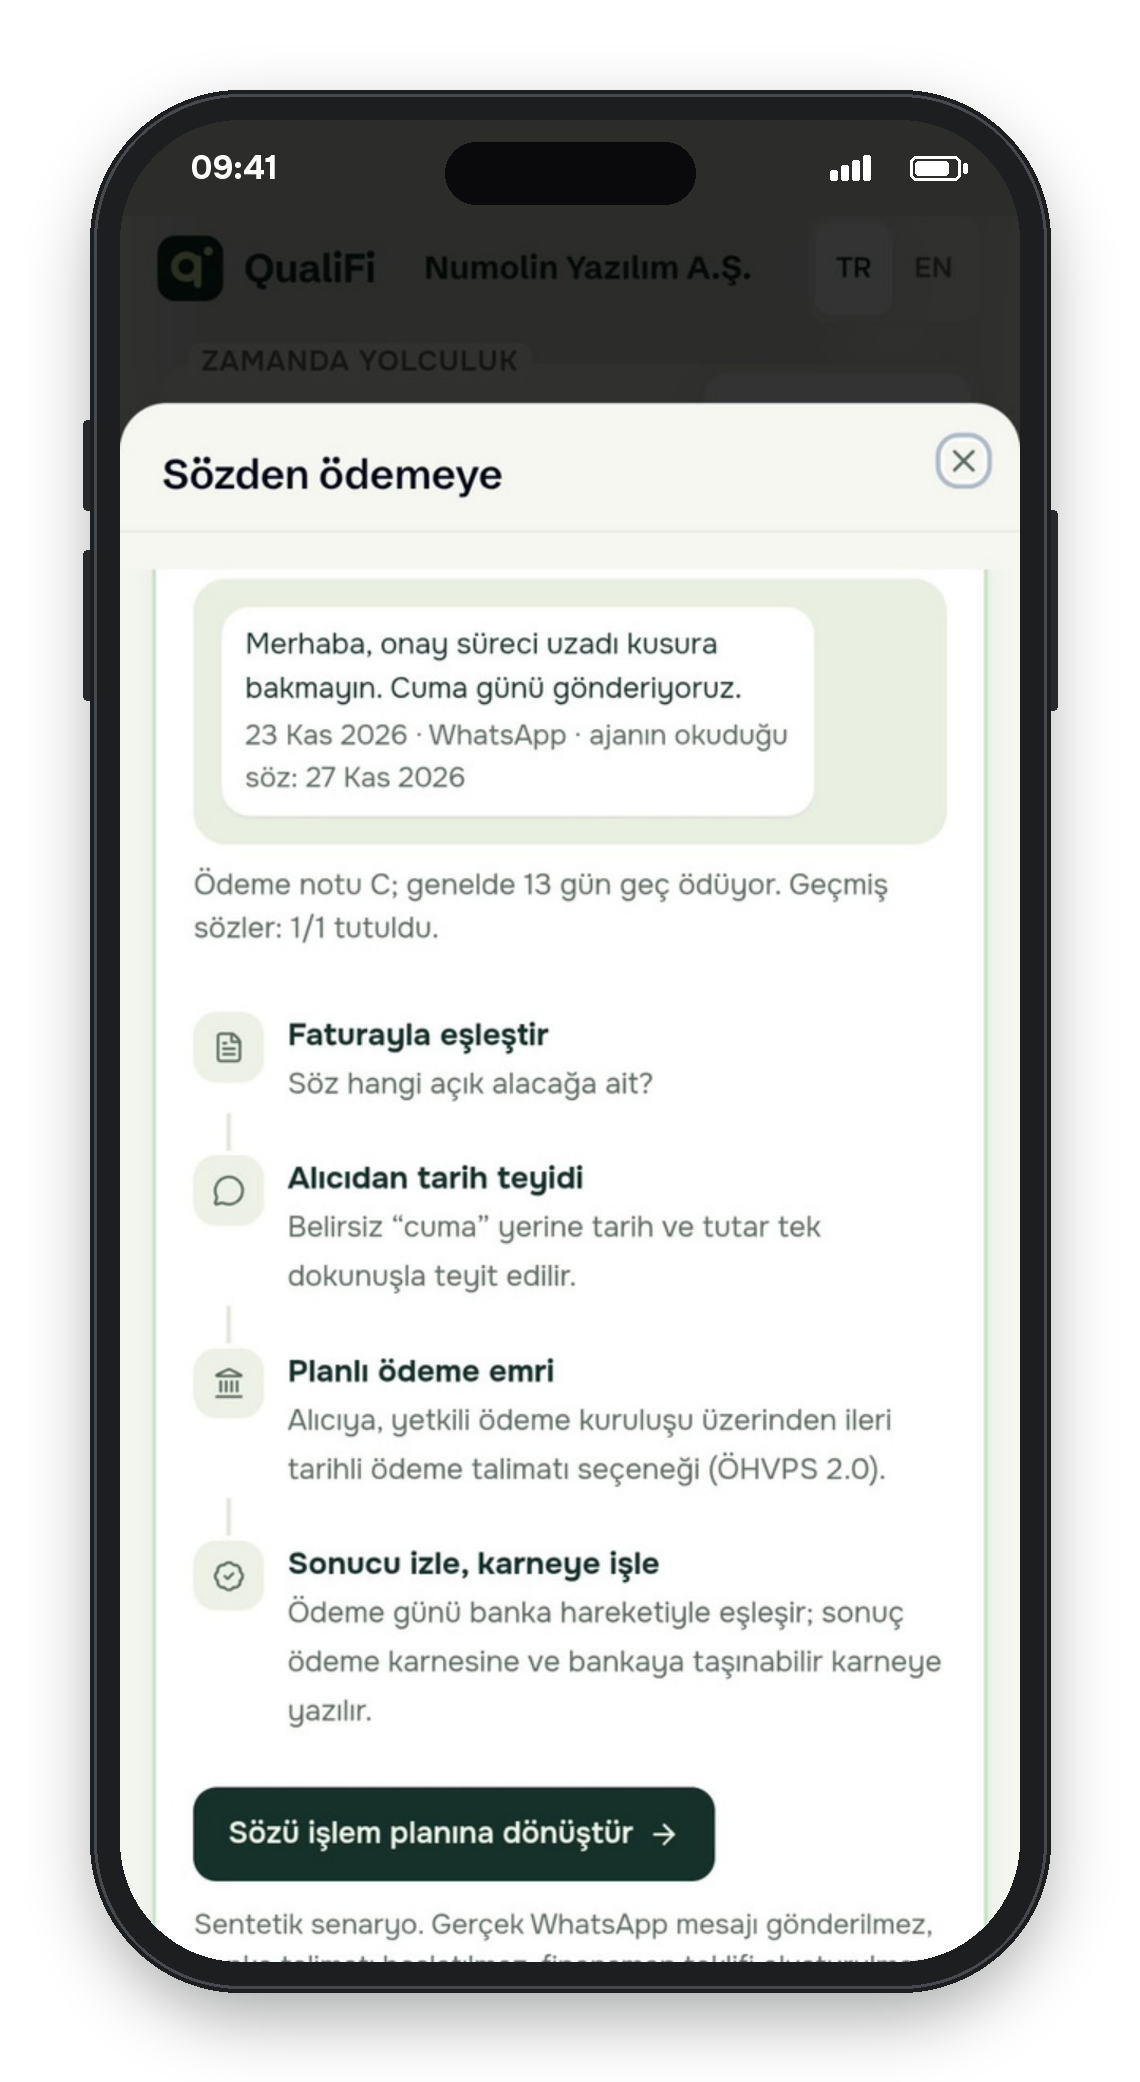 09:41
q
QualiFi
Numolin Yazılım A.Ş.
TR
EN
ZAMANDA YOLCULUK
Sözden ödemeye
Merhaba, onay süreci uzadı kusura
bakmayın. Cuma günü gönderiyoruz.
23 Kas 2026 · WhatsApp · ajanın okuduğu
söz: 27 Kas 2026
Ödeme notu C; genelde 13 gün geç ödüyor. Geçmiş
sözler: 1/1 tutuldu.
Faturayla eşleştir
Söz hangi açık alacağa ait?
Alıcıdan tarih teyidi
Belirsiz “cuma” yerine tarih ve tutar tek
dokunuşla teyit edilir.
Planlı ödeme emri
Alıcıya, yetkili ödeme kuruluşu üzerinden ileri
tarihli ödeme talimatı seçeneği (ÖHVPS 2.0).
Sonucu izle, karneye işle
Ödeme günü banka hareketiyle eşleşir; sonuç
ödeme karnesine ve bankaya taşınabilir karneye
yazılır.
Sözü işlem planına dönüştür →
Sentetik senaryo. Gerçek WhatsApp mesajı gönderilmez,
talimatı başlatılmaz, finansman teklifi